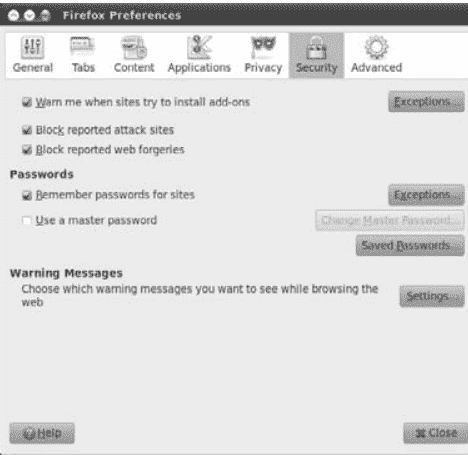 Firefox Preferences
General Tabs Content Applications Privacy Security Advanced
Warn me when sites try to install add-ons Exceptions...
Block reported attack sites
Block reported web forgeries
Passwords
Remember passwords for sites Exceptions...
Use a master password Change Master Password...
Saved Passwords...
Warning Messages
Choose which warning messages you want to see while browsing the Settings...
web
Help Close